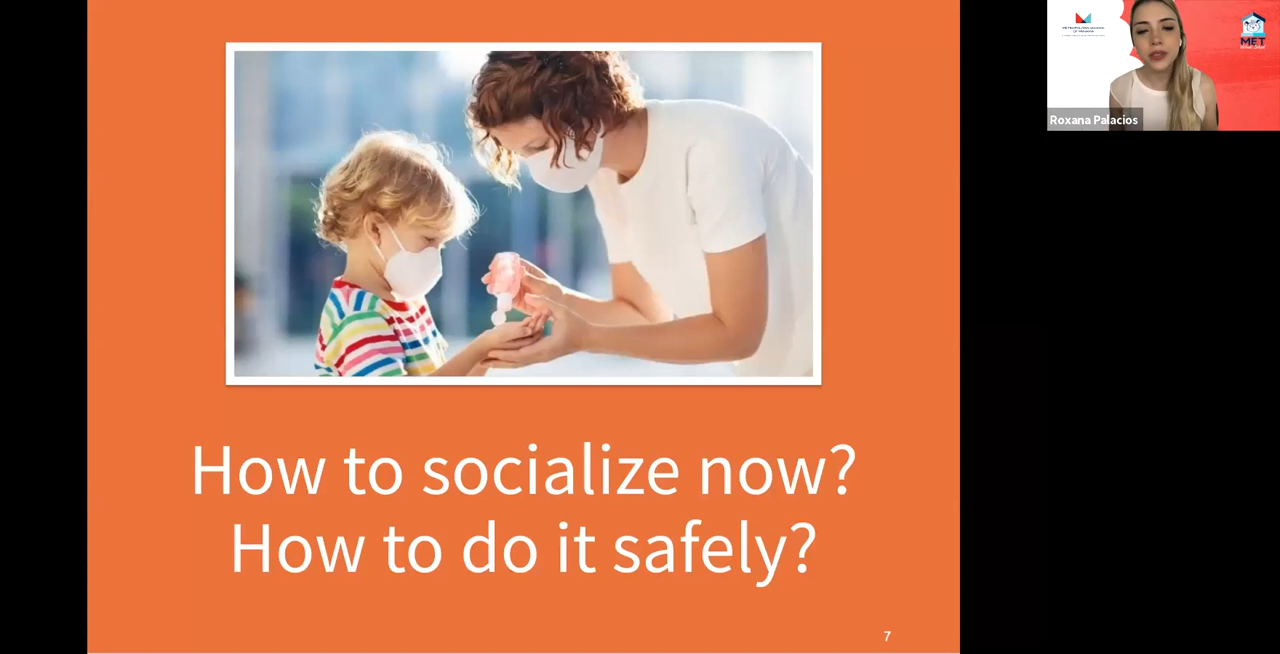 How to socialize now?
How to do it safely?
7
Roxana Palacios
MET